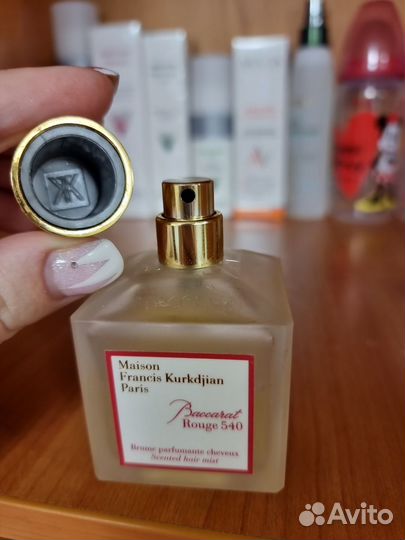 Maison
Francis Kurkdjian
Paris
Baccarat
Rouge 540
Brume parfumante cheveux
Scented hair mist
Avito